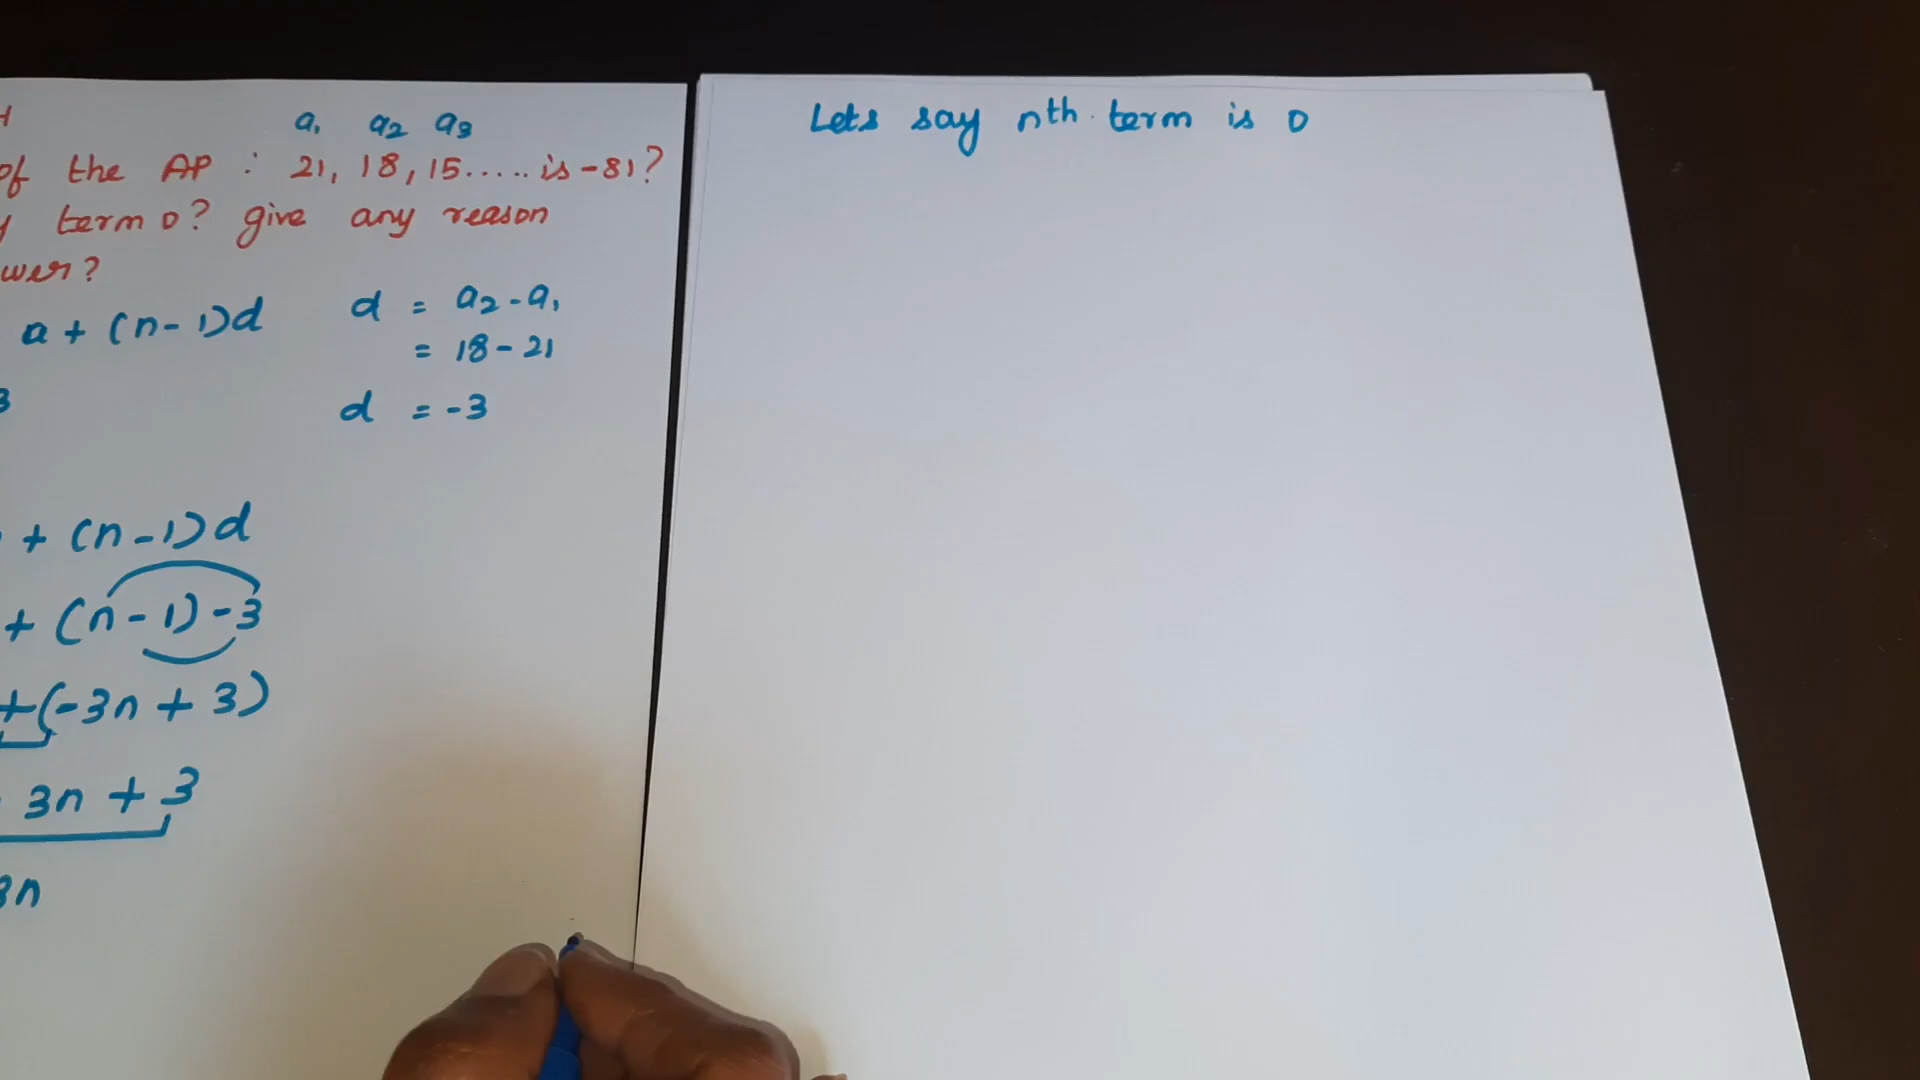 a₁ a₂ a₃
of the AP : 21, 18, 15..... is -81?
term 0? give any reason
wer?
a + (n-1)d
d = a₂ - a₁
= 18 - 21
3
d = -3
+ (n-1)d
+ (n-1) -3
+(-3n + 3)
3n + 3
3n
Lets say nth term is 0